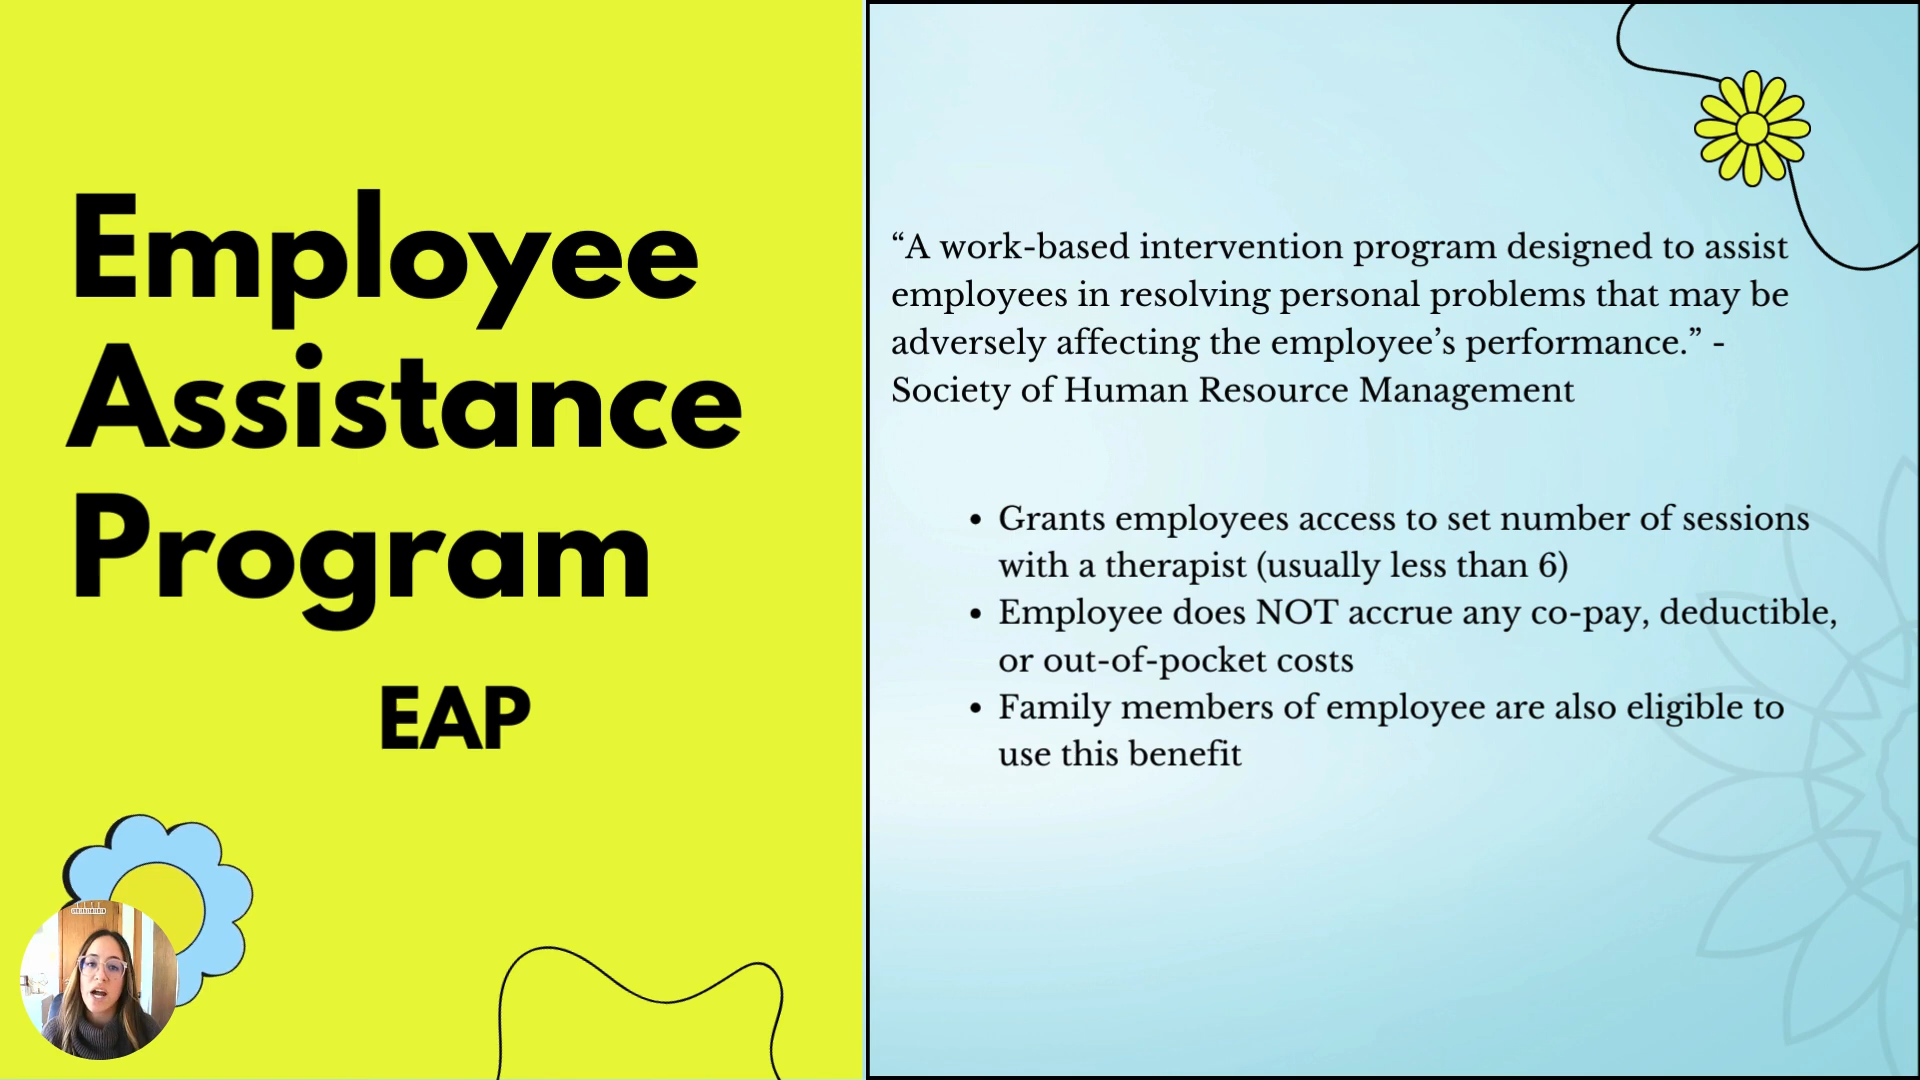 Employee
Assistance
Program
EAP
“A work-based intervention program designed to assist
employees in resolving personal problems that may be
adversely affecting the employee’s performance.” -
Society of Human Resource Management
• Grants employees access to set number of sessions
with a therapist (usually less than 6)
• Employee does NOT accrue any co-pay, deductible,
or out-of-pocket costs
• Family members of employee are also eligible to
use this benefit